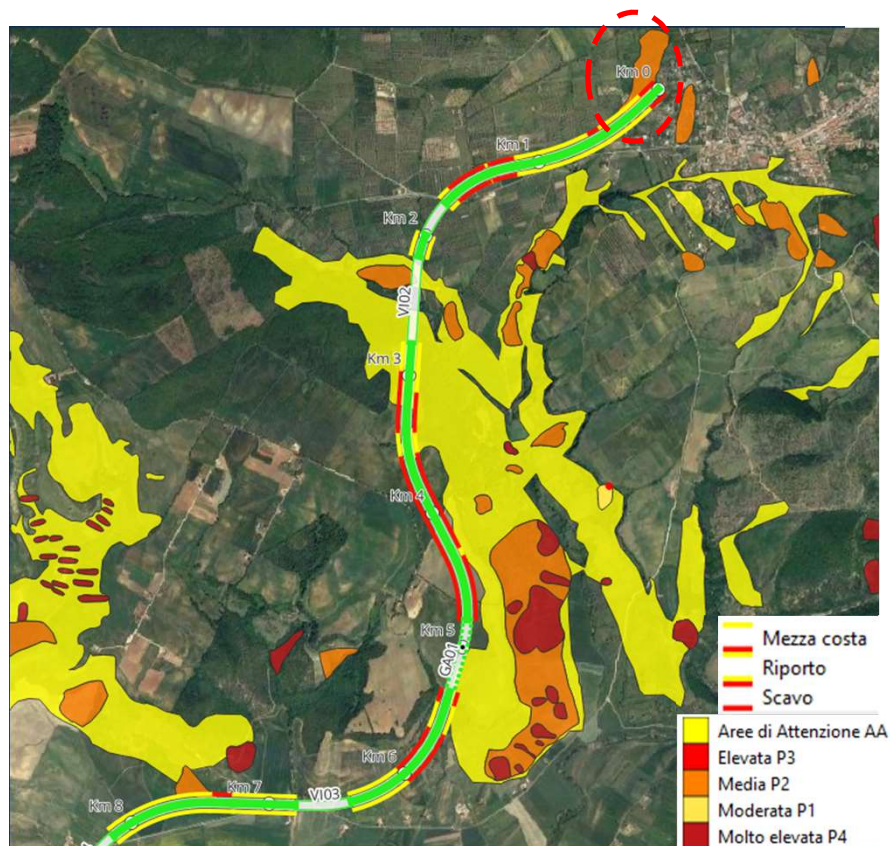 Km 0
Km 1
Km 2
VI02
Km 3
Km 4
Km 5
GA01
Km 6
Km 7
VI03
Km 8
Mezza costa
Riporto
Scavo
Aree di Attenzione AA
Elevata P3
Media P2
Moderata P1
Molto elevata P4